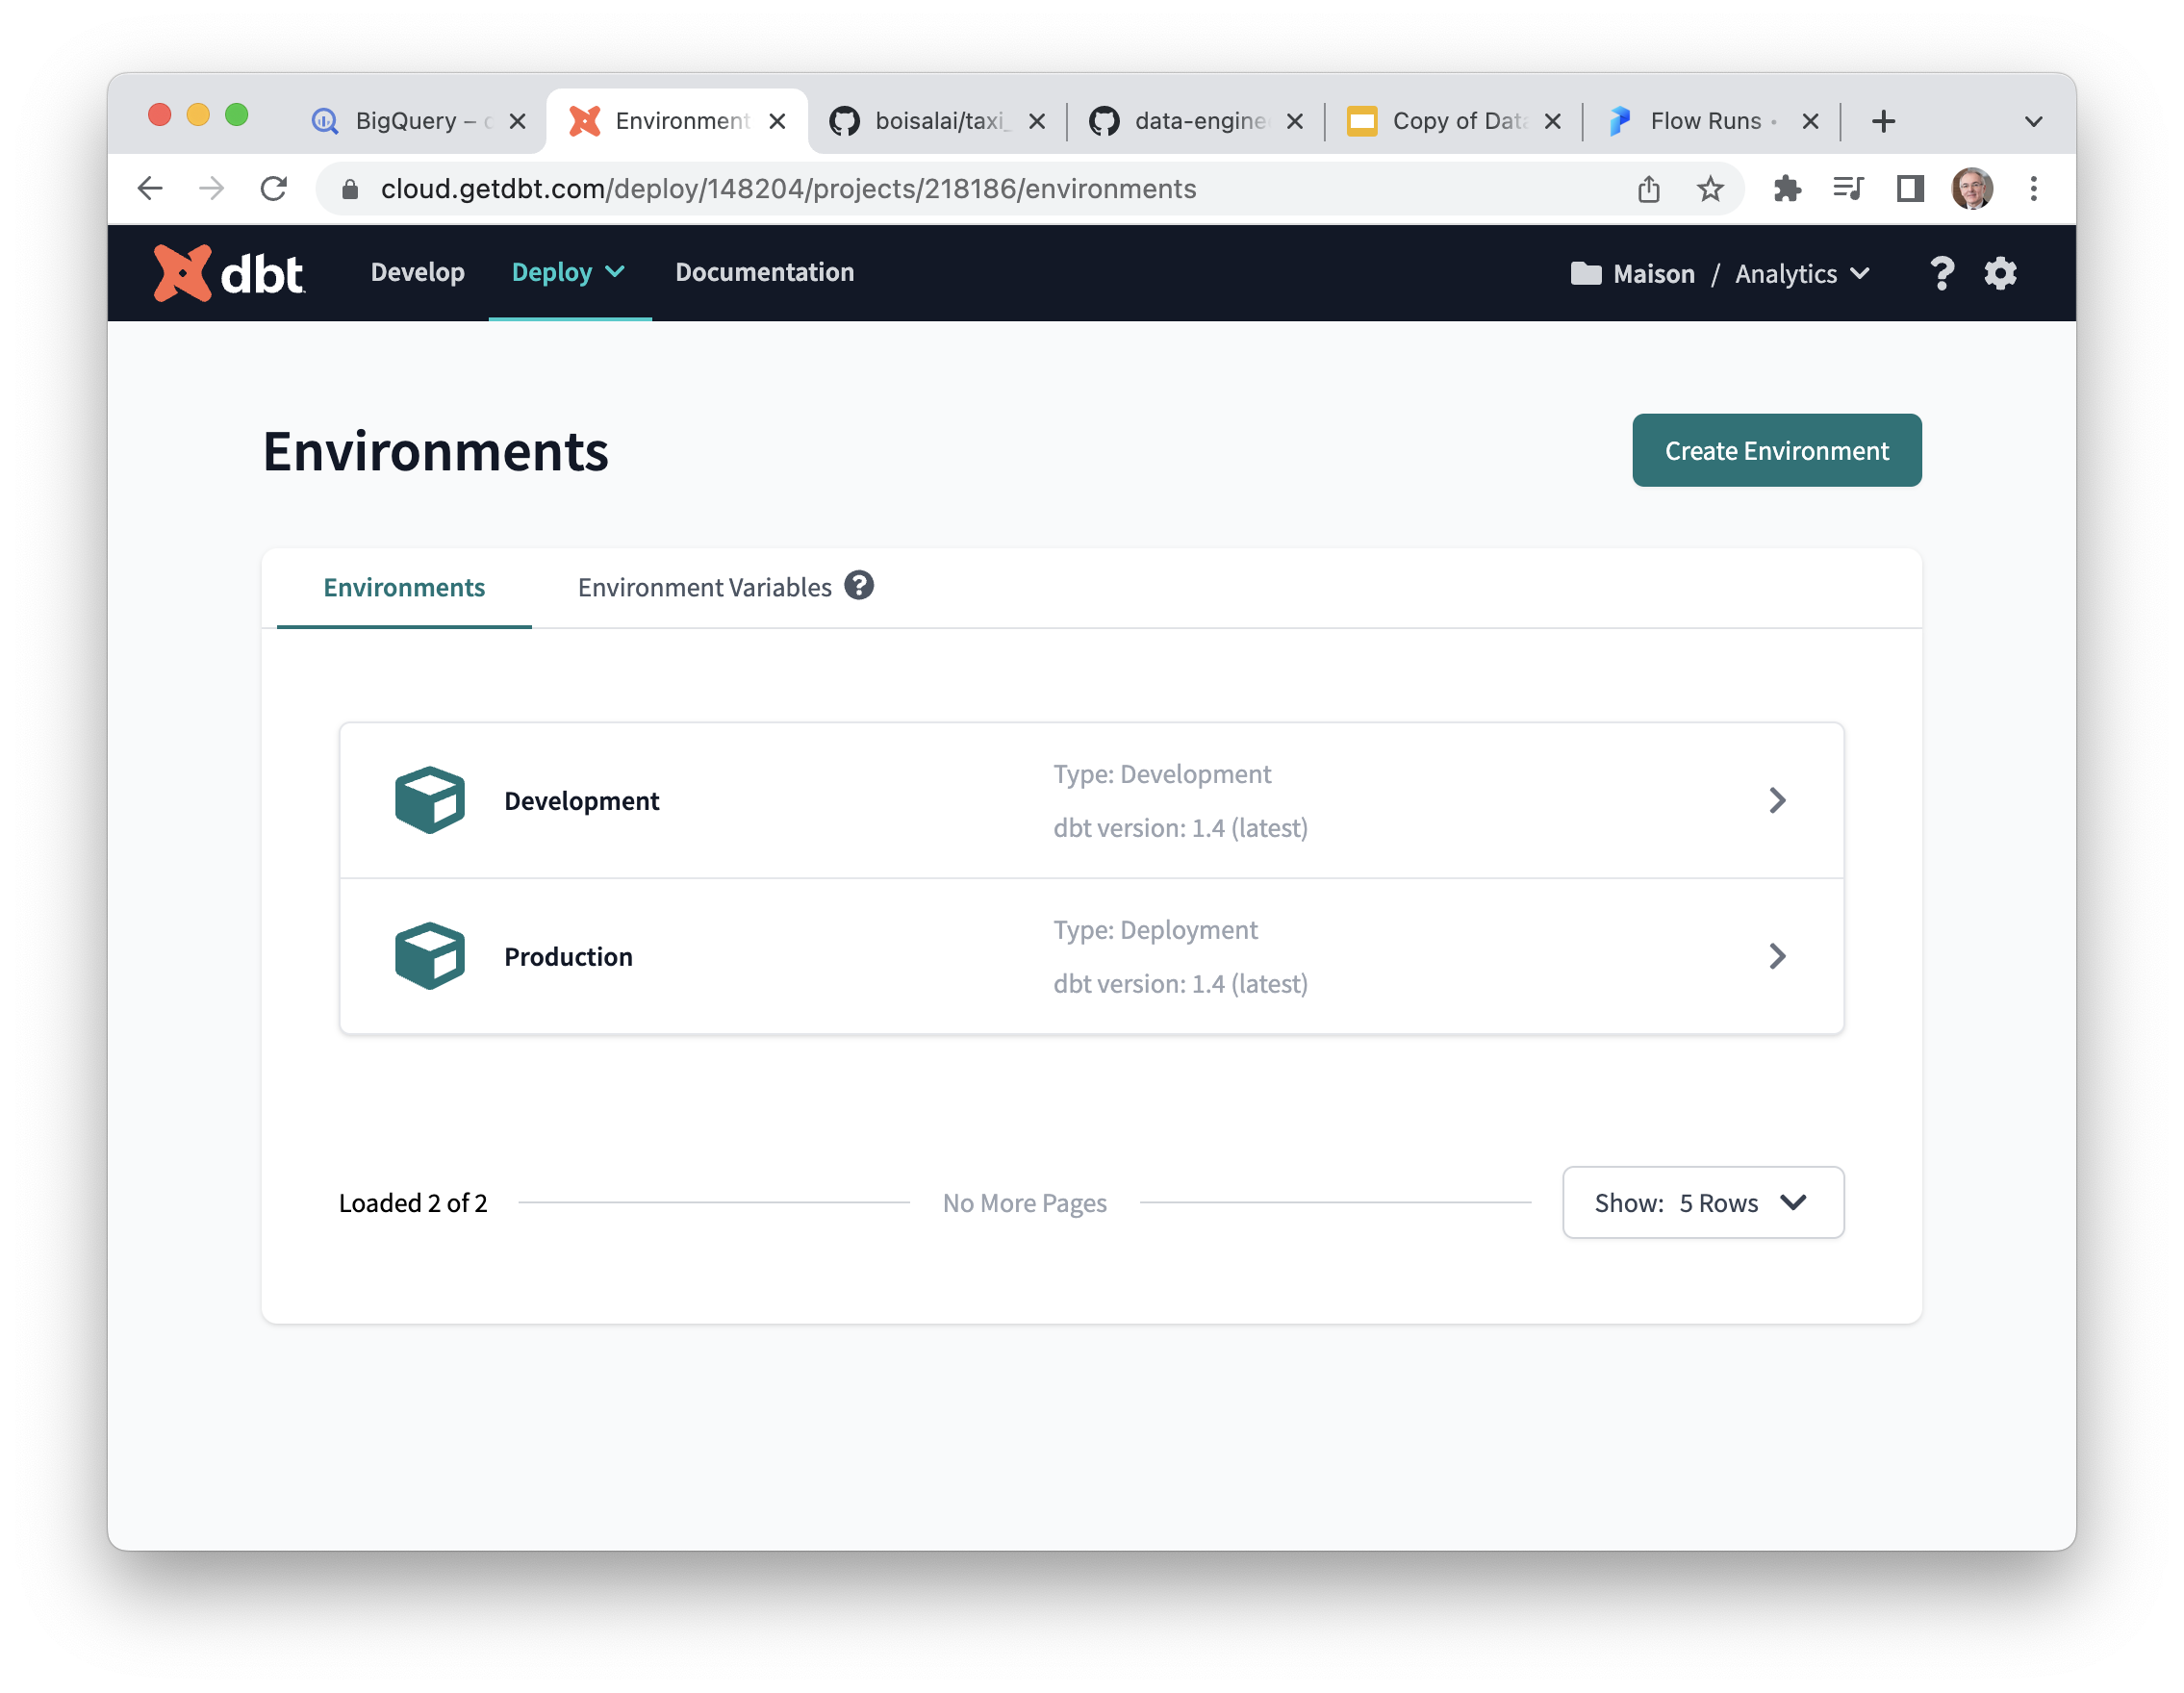 BigQuery –
Environment
boisalai/taxi_
data-engine
Copy of Data
Flow Runs •
cloud.getdbt.com/deploy/148204/projects/218186/environments
dbt
Develop
Deploy
Documentation
Maison / Analytics
?
Environments
Create Environment
Environments
Environment Variables ?
Development
Type: Development
dbt version: 1.4 (latest)
Production
Type: Deployment
dbt version: 1.4 (latest)
Loaded 2 of 2
No More Pages
Show: 5 Rows